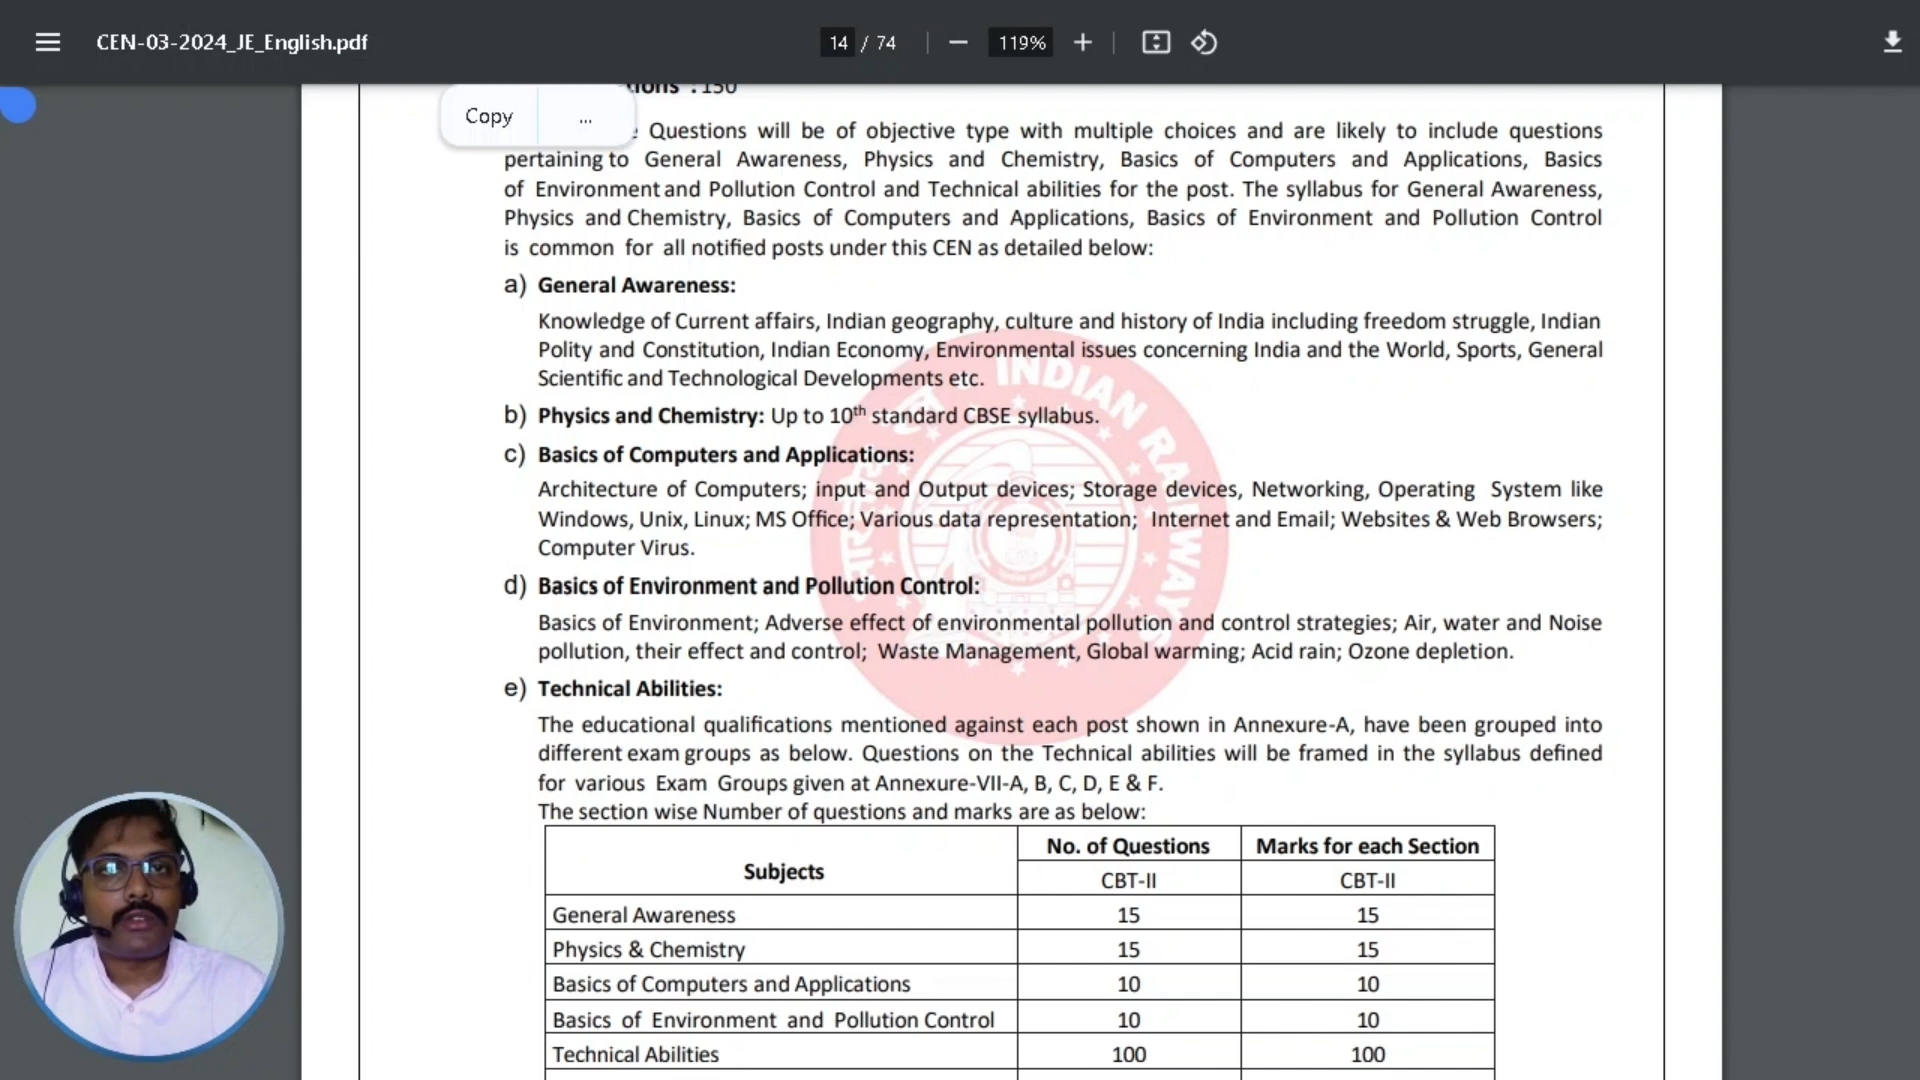 CEN-03-2024_JE_English.pdf
14 / 74
119%
Copy
...
ions : 150
Questions will be of objective type with multiple choices and are likely to include questions
pertaining to General Awareness, Physics and Chemistry, Basics of Computers and Applications, Basics
of Environment and Pollution Control and Technical abilities for the post. The syllabus for General Awareness,
Physics and Chemistry, Basics of Computers and Applications, Basics of Environment and Pollution Control
is common for all notified posts under this CEN as detailed below:
a) General Awareness:
Knowledge of Current affairs, Indian geography, culture and history of India including freedom struggle, Indian
Polity and Constitution, Indian Economy, Environmental issues concerning India and the World, Sports, General
Scientific and Technological Developments etc.
b) Physics and Chemistry: Up to 10th standard CBSE syllabus.
c) Basics of Computers and Applications:
Architecture of Computers; input and Output devices; Storage devices, Networking, Operating System like
Windows, Unix, Linux; MS Office; Various data representation; Internet and Email; Websites & Web Browsers;
Computer Virus.
d) Basics of Environment and Pollution Control:
Basics of Environment; Adverse effect of environmental pollution and control strategies; Air, water and Noise
pollution, their effect and control; Waste Management, Global warming; Acid rain; Ozone depletion.
e) Technical Abilities:
The educational qualifications mentioned against each post shown in Annexure-A, have been grouped into
different exam groups as below. Questions on the Technical abilities will be framed in the syllabus defined
for various Exam Groups given at Annexure-VII-A, B, C, D, E & F.
The section wise Number of questions and marks are as below:
Subjects No. of Questions Marks for each Section
CBT-II CBT-II
General Awareness 15 15
Physics & Chemistry 15 15
Basics of Computers and Applications 10 10
Basics of Environment and Pollution Control 10 10
Technical Abilities 100 100
INDIAN RAILWAYS